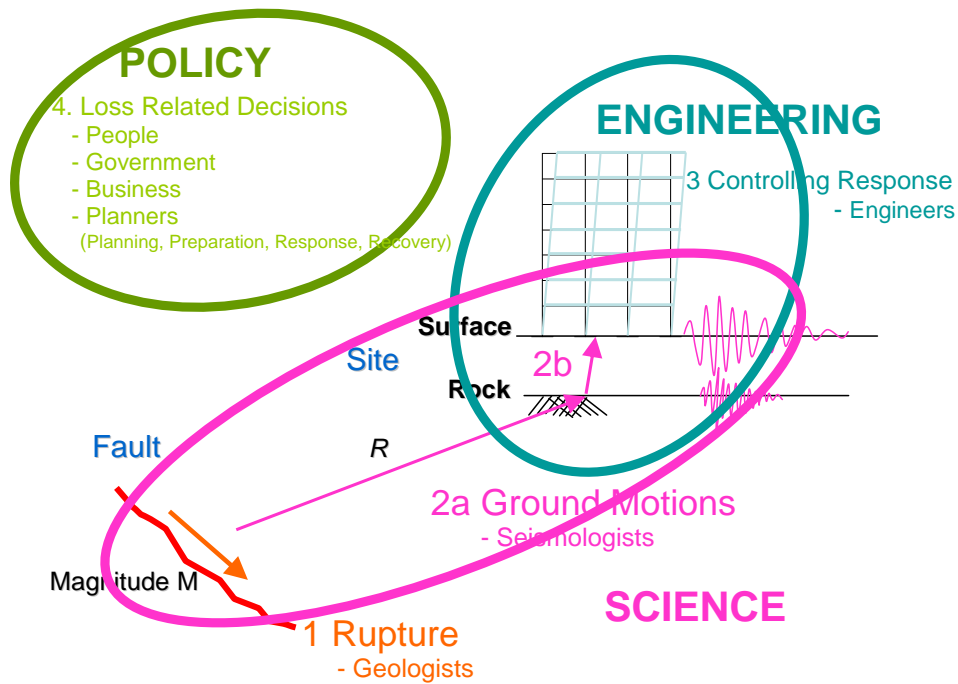 POLICY
4. Loss Related Decisions
- People
- Government
- Business
- Planners
(Planning, Preparation, Response, Recovery)
ENGINEERING
3 Controlling Response
- Engineers
Surface
Site
2b
Rock
Fault
R
2a Ground Motions
- Seismologists
Magnitude M
SCIENCE
1 Rupture
- Geologists